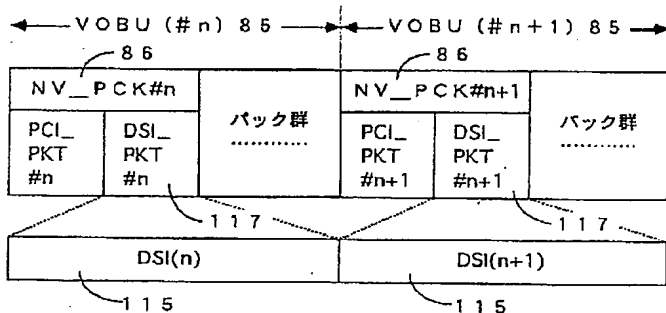 VOBU (#n) 85
VOBU (#n+1) 85
86
86
NV_PCK#n
パック群
NV_PCK#n+1
パック群
PCI_
PKT
#n
DSI_
PKT
#n
PCI_
PKT
#n+1
DSI_
PKT
#n+1
117
117
DSI(n)
DSI(n+1)
115
115